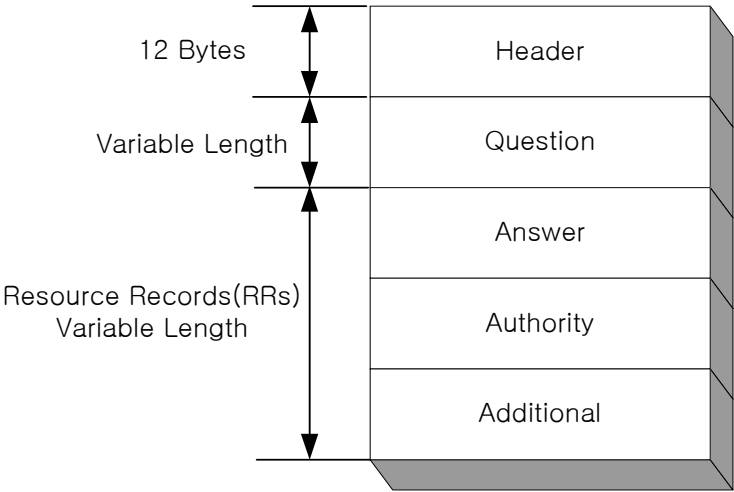 12 Bytes
Header
Variable Length
Question
Answer
Resource Records(RRs)
Variable Length
Authority
Additional